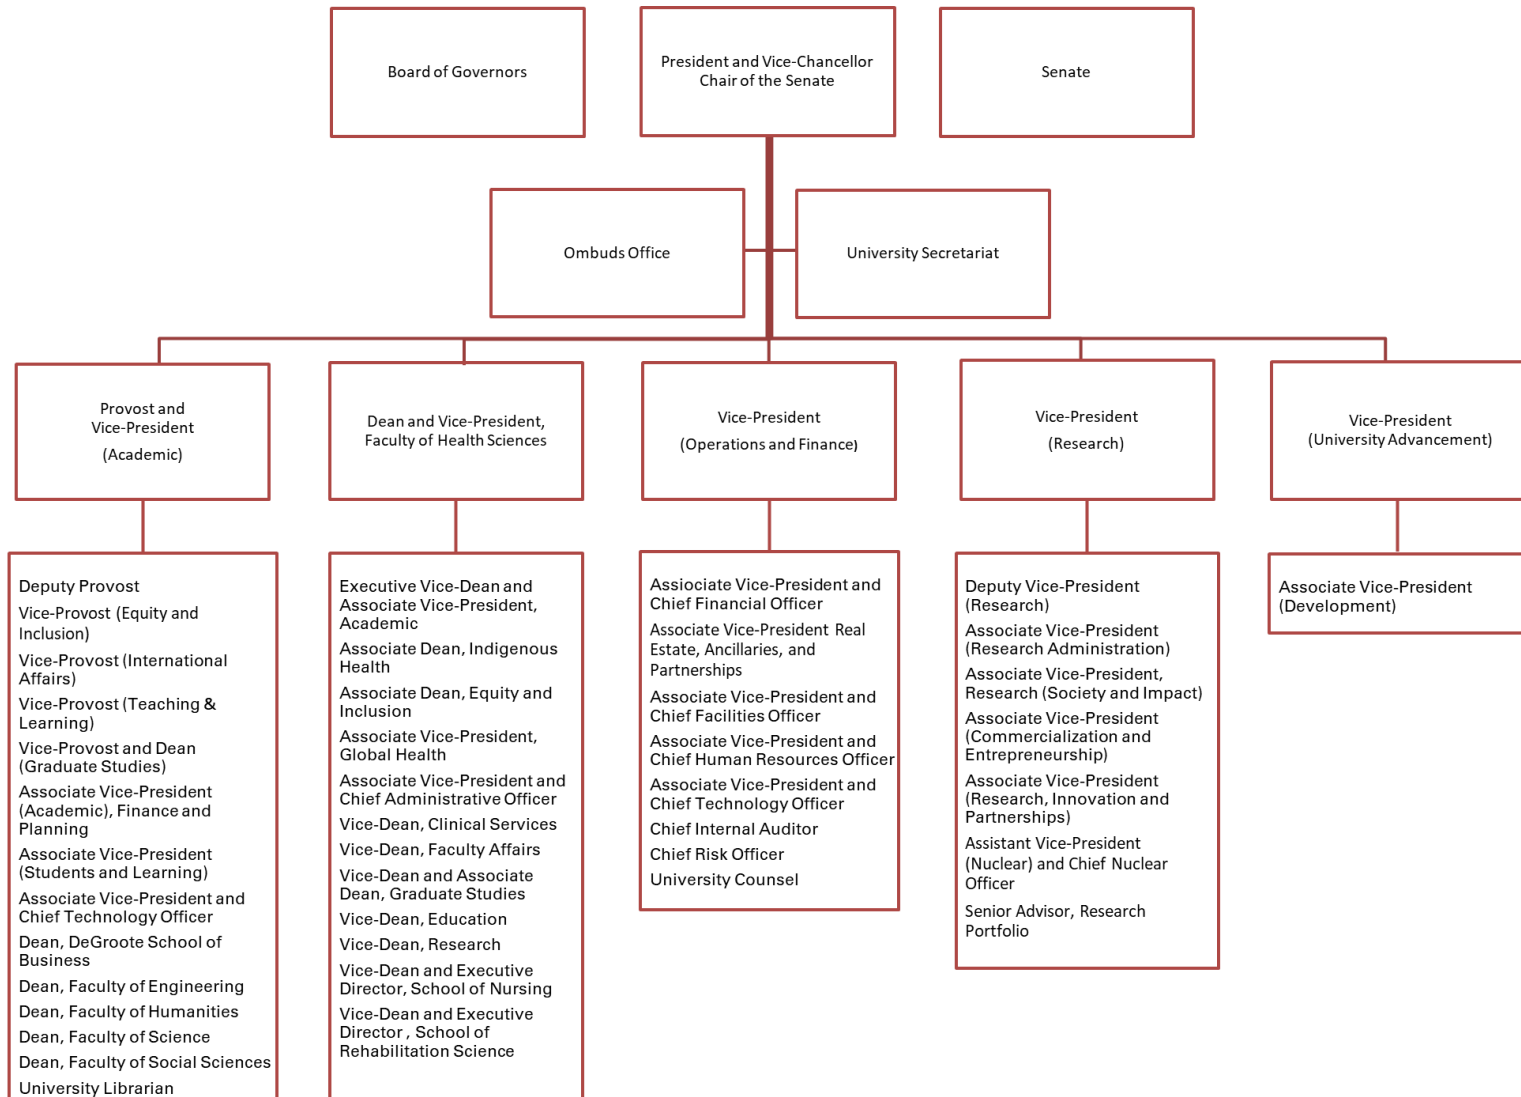 Board of Governors
President and Vice-Chancellor
Chair of the Senate
Senate
Ombuds Office
University Secretariat
Provost and
Vice-President
(Academic)
Dean and Vice-President,
Faculty of Health Sciences
Vice-President
(Operations and Finance)
Vice-President
(Research)
Vice-President
(University Advancement)
Deputy Provost
Vice-Provost (Equity and
Inclusion)
Vice-Provost (International
Affairs)
Vice-Provost (Teaching &
Learning)
Vice-Provost and Dean
(Graduate Studies)
Associate Vice-President
(Academic), Finance and
Planning
Associate Vice-President
(Students and Learning)
Associate Vice-President and
Chief Technology Officer
Dean, DeGroote School of
Business
Dean, Faculty of Engineering
Dean, Faculty of Humanities
Dean, Faculty of Science
Dean, Faculty of Social Sciences
University Librarian
Executive Vice-Dean and
Associate Vice-President,
Academic
Associate Dean, Indigenous
Health
Associate Dean, Equity and
Inclusion
Associate Vice-President,
Global Health
Associate Vice-President and
Chief Administrative Officer
Vice-Dean, Clinical Services
Vice-Dean, Faculty Affairs
Vice-Dean and Associate
Dean, Graduate Studies
Vice-Dean, Education
Vice-Dean, Research
Vice-Dean and Executive
Director, School of Nursing
Vice-Dean and Executive
Director , School of
Rehabilitation Science
Assiociate Vice-President and
Chief Financial Officer
Associate Vice-President Real
Estate, Ancillaries, and
Partnerships
Associate Vice-President and
Chief Facilities Officer
Associate Vice-President and
Chief Human Resources Officer
Associate Vice-President and
Chief Technology Officer
Chief Internal Auditor
Chief Risk Officer
University Counsel
Deputy Vice-President
(Research)
Associate Vice-President
(Research Administration)
Associate Vice-President,
Research (Society and Impact)
Associate Vice-President
(Commercialization and
Entrepreneurship)
Associate Vice-President
(Research, Innovation and
Partnerships)
Assistant Vice-President
(Nuclear) and Chief Nuclear
Officer
Senior Advisor, Research
Portfolio
Associate Vice-President
(Development)